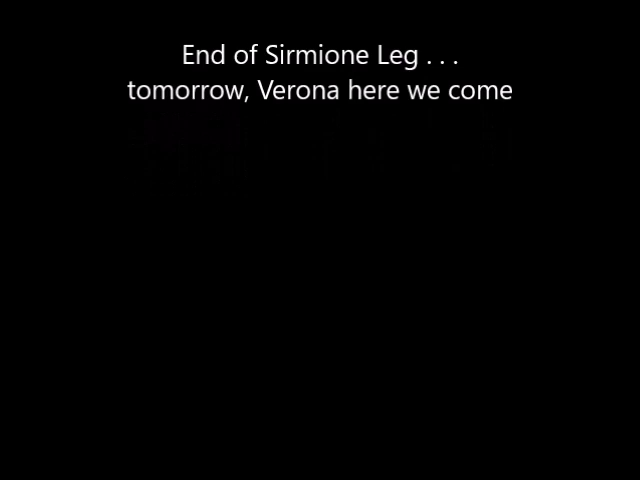 End of Sirmione Leg . . .
tomorrow, Verona here we come